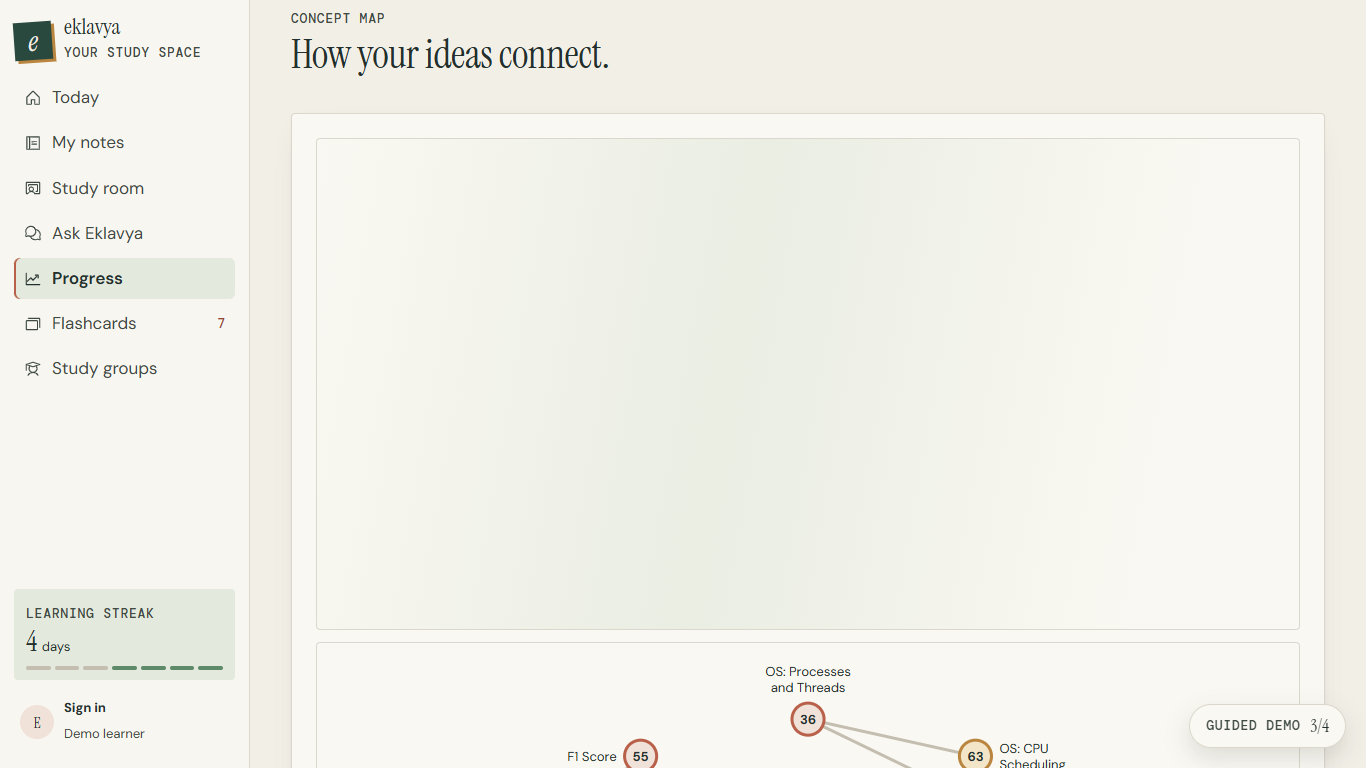 e
eklavya
YOUR STUDY SPACE
Today
My notes
Study room
Ask Eklavya
Progress
Flashcards 7
Study groups
LEARNING STREAK
4 days
E
Sign in
Demo learner
CONCEPT MAP
How your ideas connect.
OS: Processes
and Threads
36
F1 Score 55
63 OS: CPU
Scheduling
GUIDED DEMO 3/4